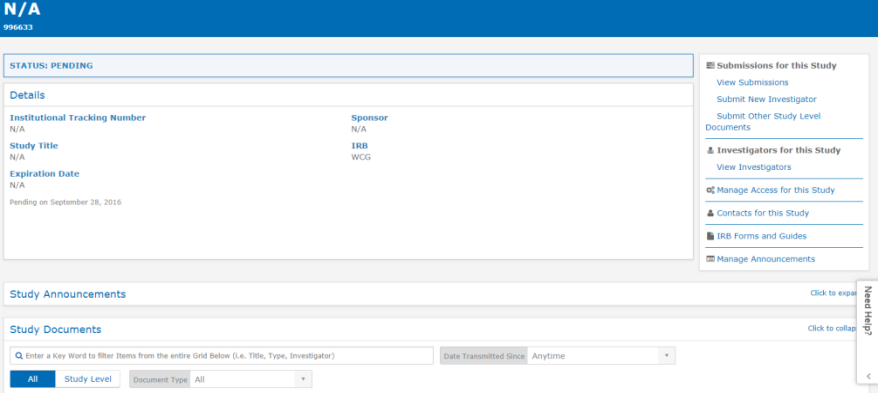 N/A
996633
STATUS: PENDING
Details
Institutional Tracking Number
N/A
Sponsor
N/A
Study Title
N/A
IRB
WCG
Expiration Date
N/A
Pending on September 28, 2016
Submissions for this Study
View Submissions
Submit New Investigator
Submit Other Study Level
Documents
Investigators for this Study
View Investigators
Manage Access for this Study
Contacts for this Study
IRB Forms and Guides
Manage Announcements
Study Announcements
Click to expan
Study Documents
Click to collap
Enter a Key Word to filter Items from the entire Grid Below (i.e. Title, Type, Investigator)
Date Transmitted Since Anytime
All Study Level Document Type All
Need Help?